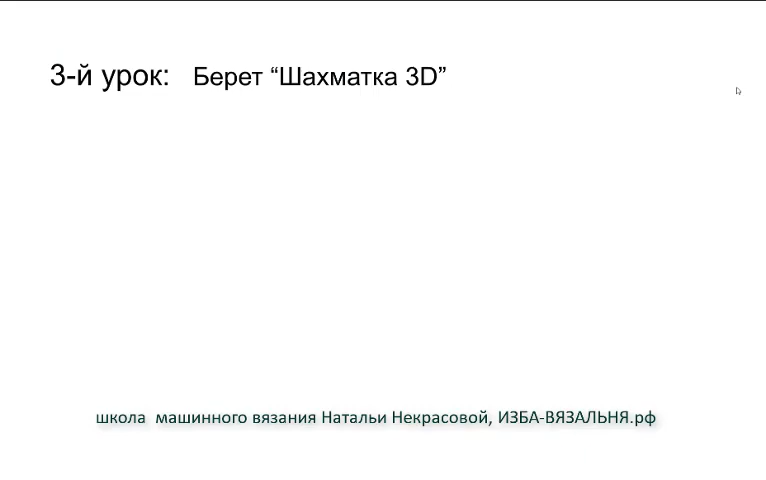 3-й урок: Берет “Шахматка 3D”
школа машинного вязания Натальи Некрасовой, ИЗБА-ВЯЗАЛЬНЯ.рф